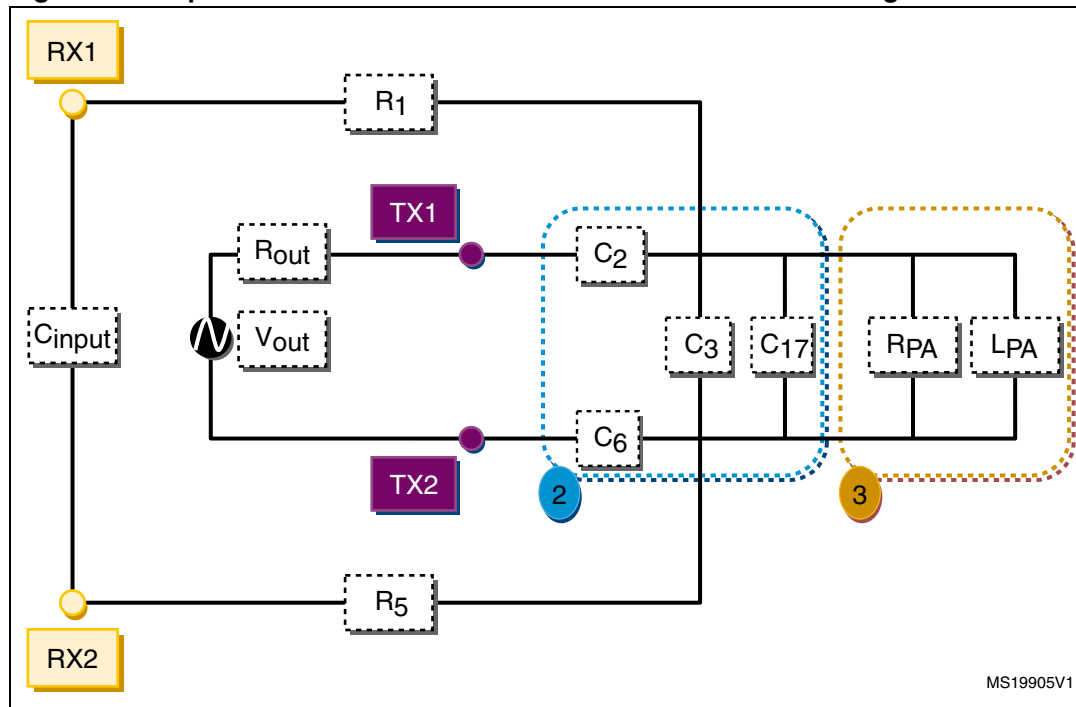 RX1
R1
TX1
Rout
C2
Cinput
Vout
C3
C17
RPA
LPA
C6
TX2
2
3
R5
RX2
MS19905V1